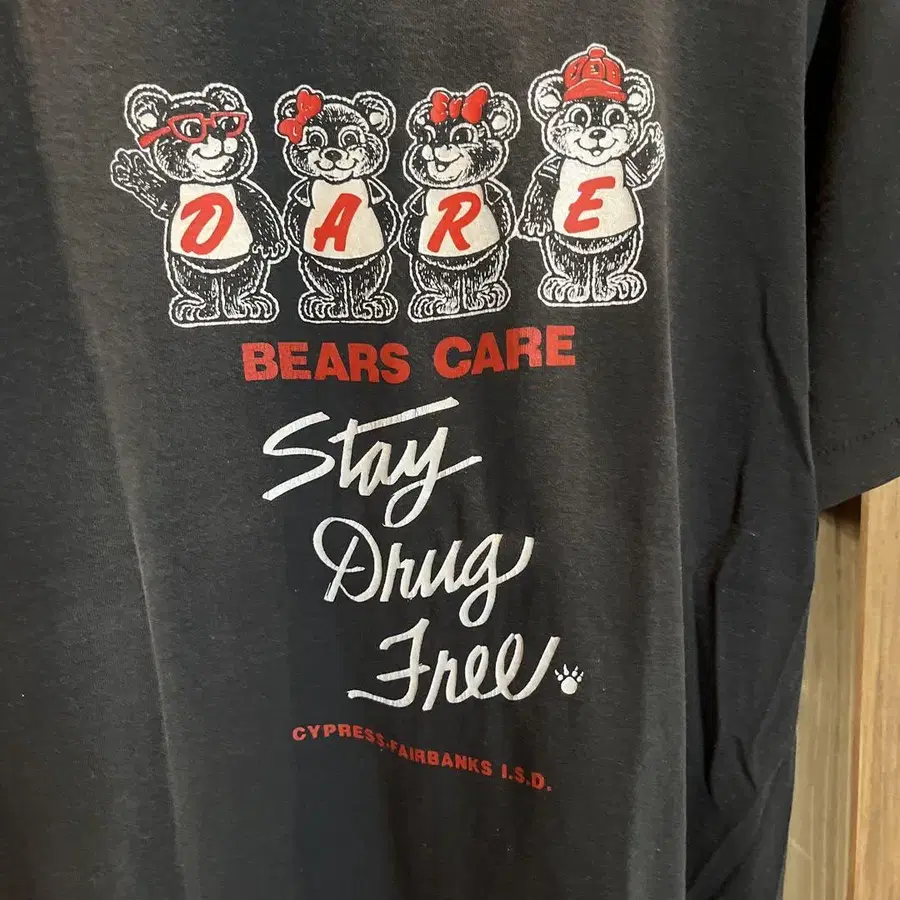 DARE
BEARS CARE
Stay
Drug
Free
CYPRESS-FAIRBANKS I.S.D.